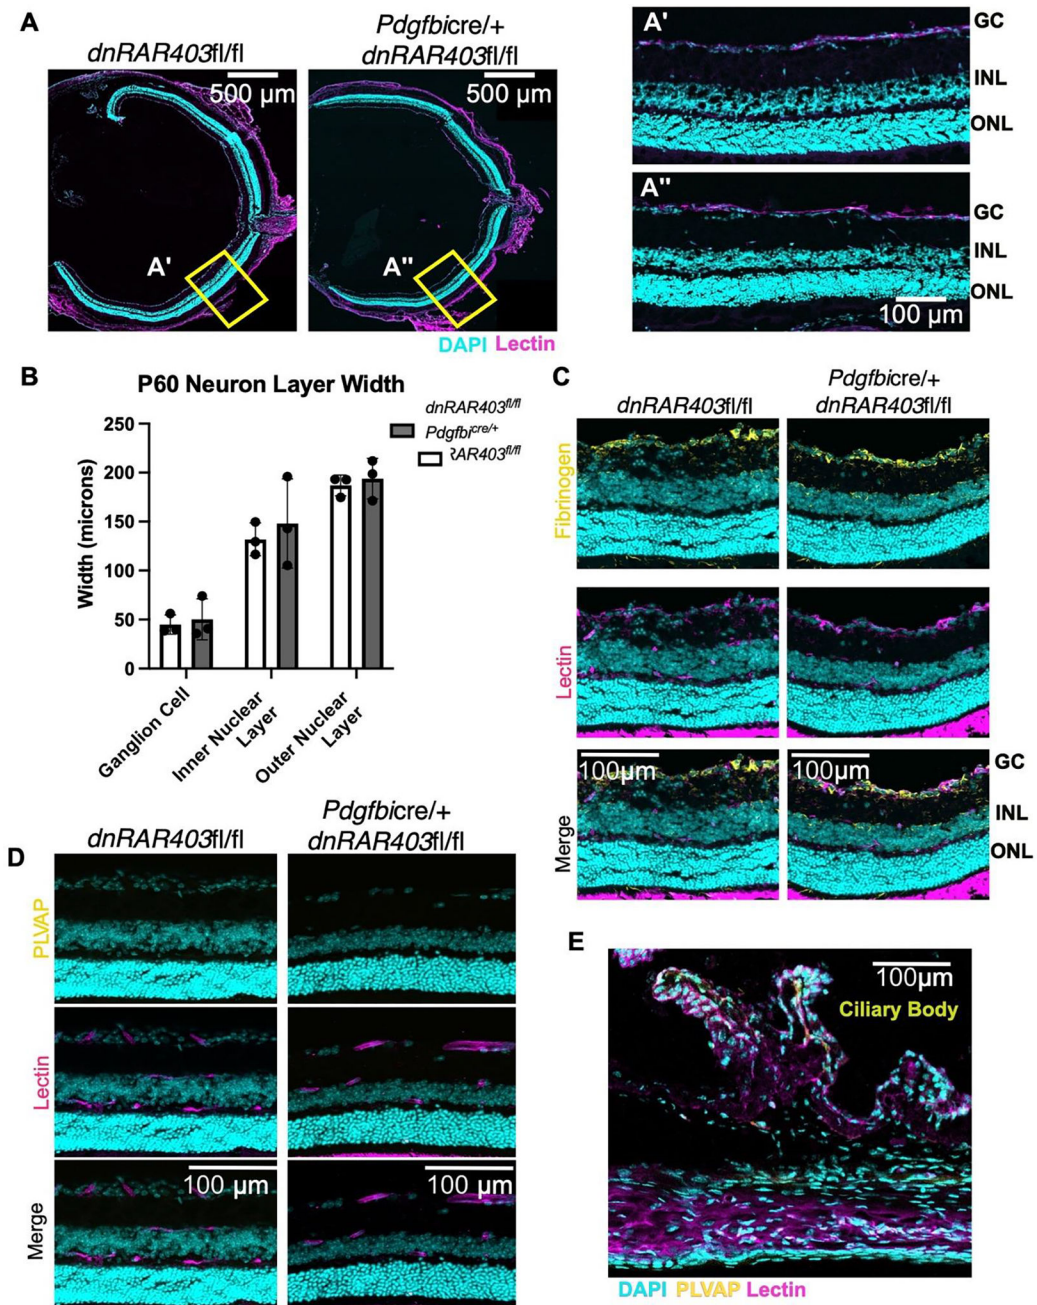 A
dnRAR403fl/fl
Pdgfbicre/+
dnRAR403fl/fl
500 µm
500 µm
A'
A"
DAPI Lectin
A'
GC
INL
ONL
A"
GC
INL
ONL
100 µm
B
P60 Neuron Layer Width
250
200
150
100
50
0
Width (microns)
Ganglion Cell
Inner Nuclear
Layer
Outer Nuclear
Layer
dnRAR403fl/fl
Pdgfbicre/+
RAR403fl/fl
C
dnRAR403fl/fl
Pdgfbicre/+
dnRAR403fl/fl
Fibrinogen
Lectin
Merge
100µm
100µm
GC
INL
ONL
D
dnRAR403fl/fl
Pdgfbicre/+
dnRAR403fl/fl
PLVAP
Lectin
Merge
100 µm
100 µm
E
100µm
Ciliary Body
DAPI PLVAP Lectin